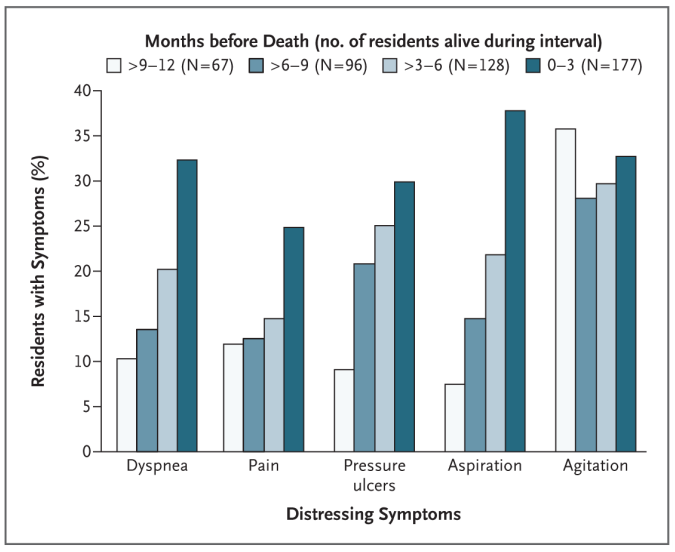 Months before Death (no. of residents alive during interval)
>9–12 (N=67) >6–9 (N=96) >3–6 (N=128) 0–3 (N=177)
Residents with Symptoms (%)
40
35
30
25
20
15
10
5
0
Dyspnea Pain Pressure ulcers Aspiration Agitation
Distressing Symptoms